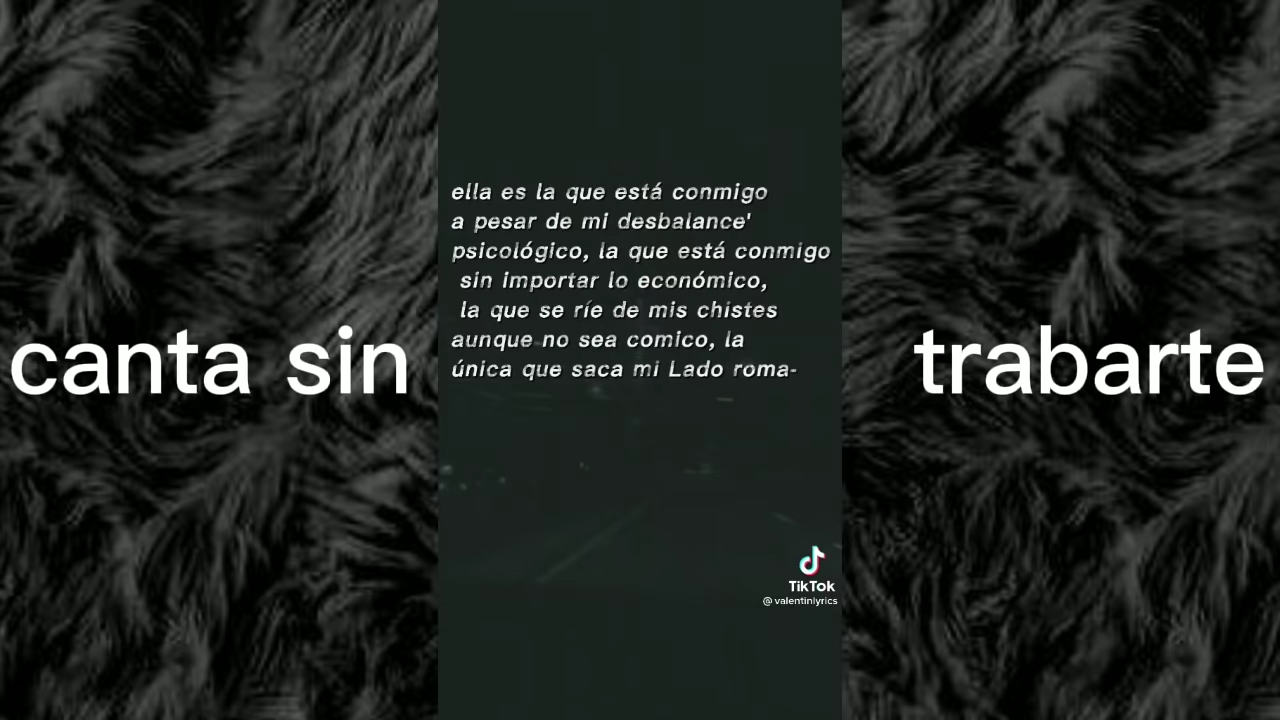 canta sin
ella es la que está conmigo
a pesar de mi desbalance'
psicológico, la que está conmigo
sin importar lo económico,
la que se ríe de mis chistes
aunque no sea comico, la
única que saca mi Lado roma-
trabarte
TikTok
@valentinlyrics